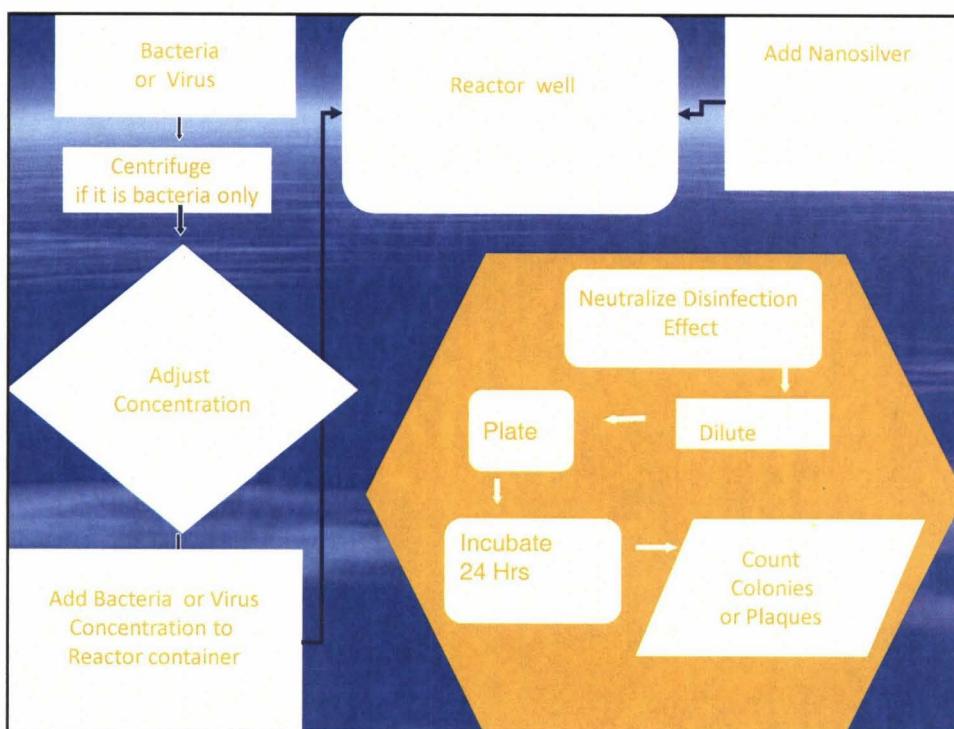 Bacteria
or Virus
Centrifuge
if it is bacteria only
Adjust
Concentration
Add Bacteria or Virus
Concentration to
Reactor container
Reactor well
Add Nanosilver
Neutralize Disinfection
Effect
Dilute
Plate
Incubate
24 Hrs
Count
Colonies
or Plaques